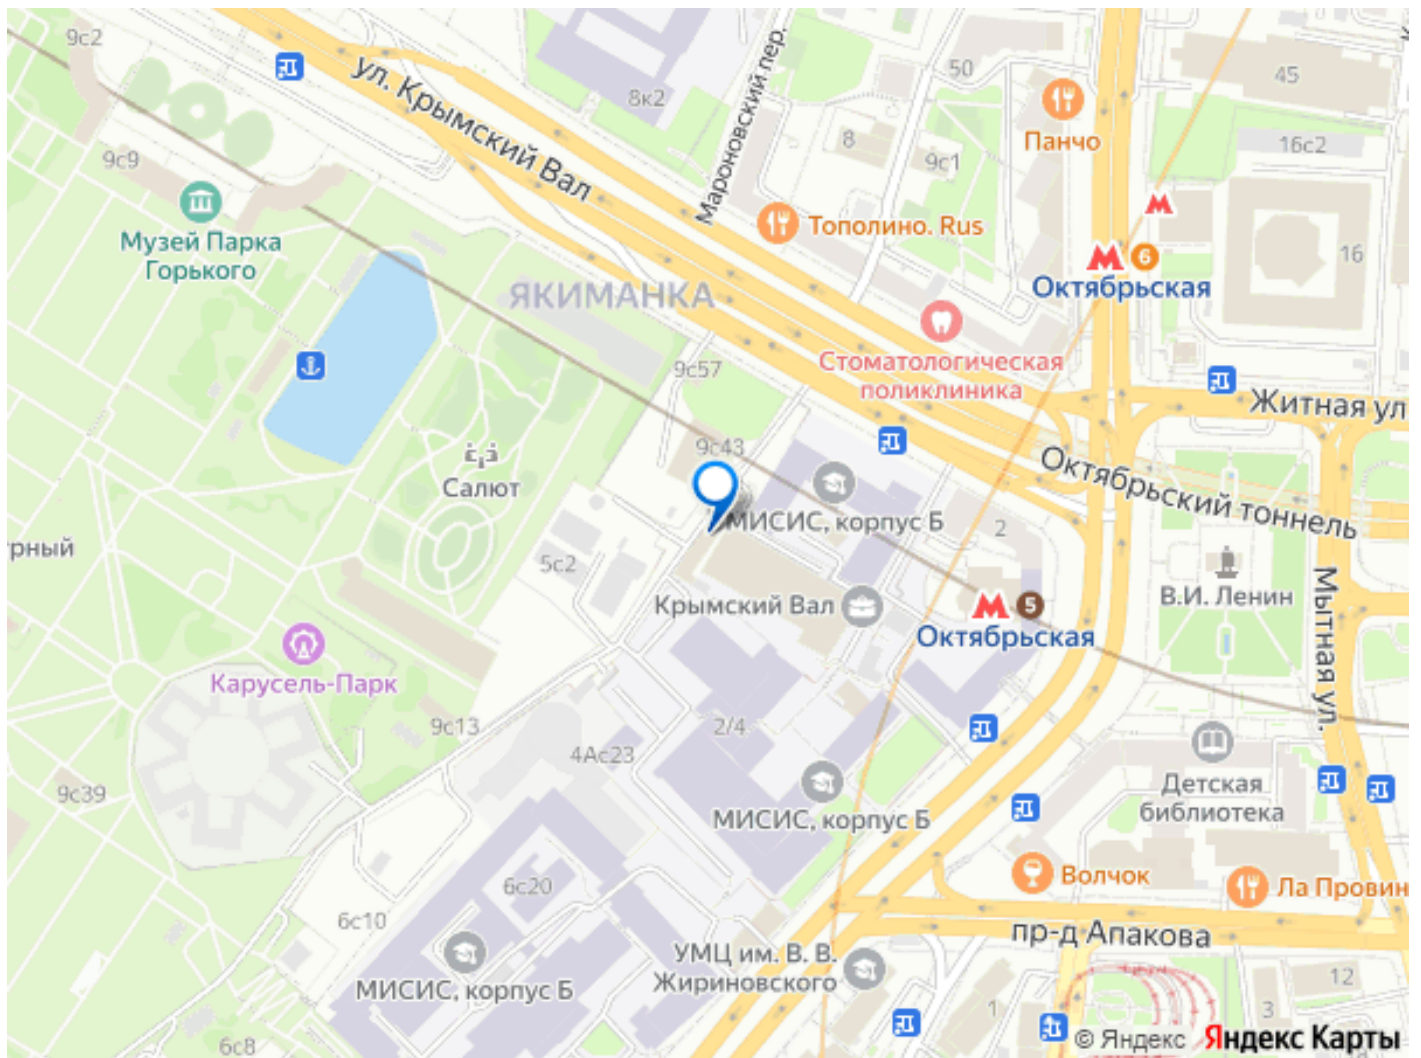 9с2
ул. Крымский Вал
8к2
Мароновский пер.
50
45
Панчо
8
9с1
16с2
9с9
Музей Парка
Горького
Тополино. Rus
16
6
Октябрьская
ЯКИМАНКА
Стоматологическая
поликлиника
9с57
Житная ул
9с43
Октябрьский тоннель
Салют
МИСИС, корпус Б
2
урный
5с2
Крымский Вал
5
Октябрьская
В.И. Ленин
Мытная ул.
Карусель-Парк
9с13
2/4
4Ас23
9с39
МИСИС, корпус Б
Детская
библиотека
Волчок
Ла Провин
6с20
6с10
пр-д Апакова
УМЦ им. В. В.
Жириновского
МИСИС, корпус Б
12
1
3
6с8
© Яндекс Яндекс Карты